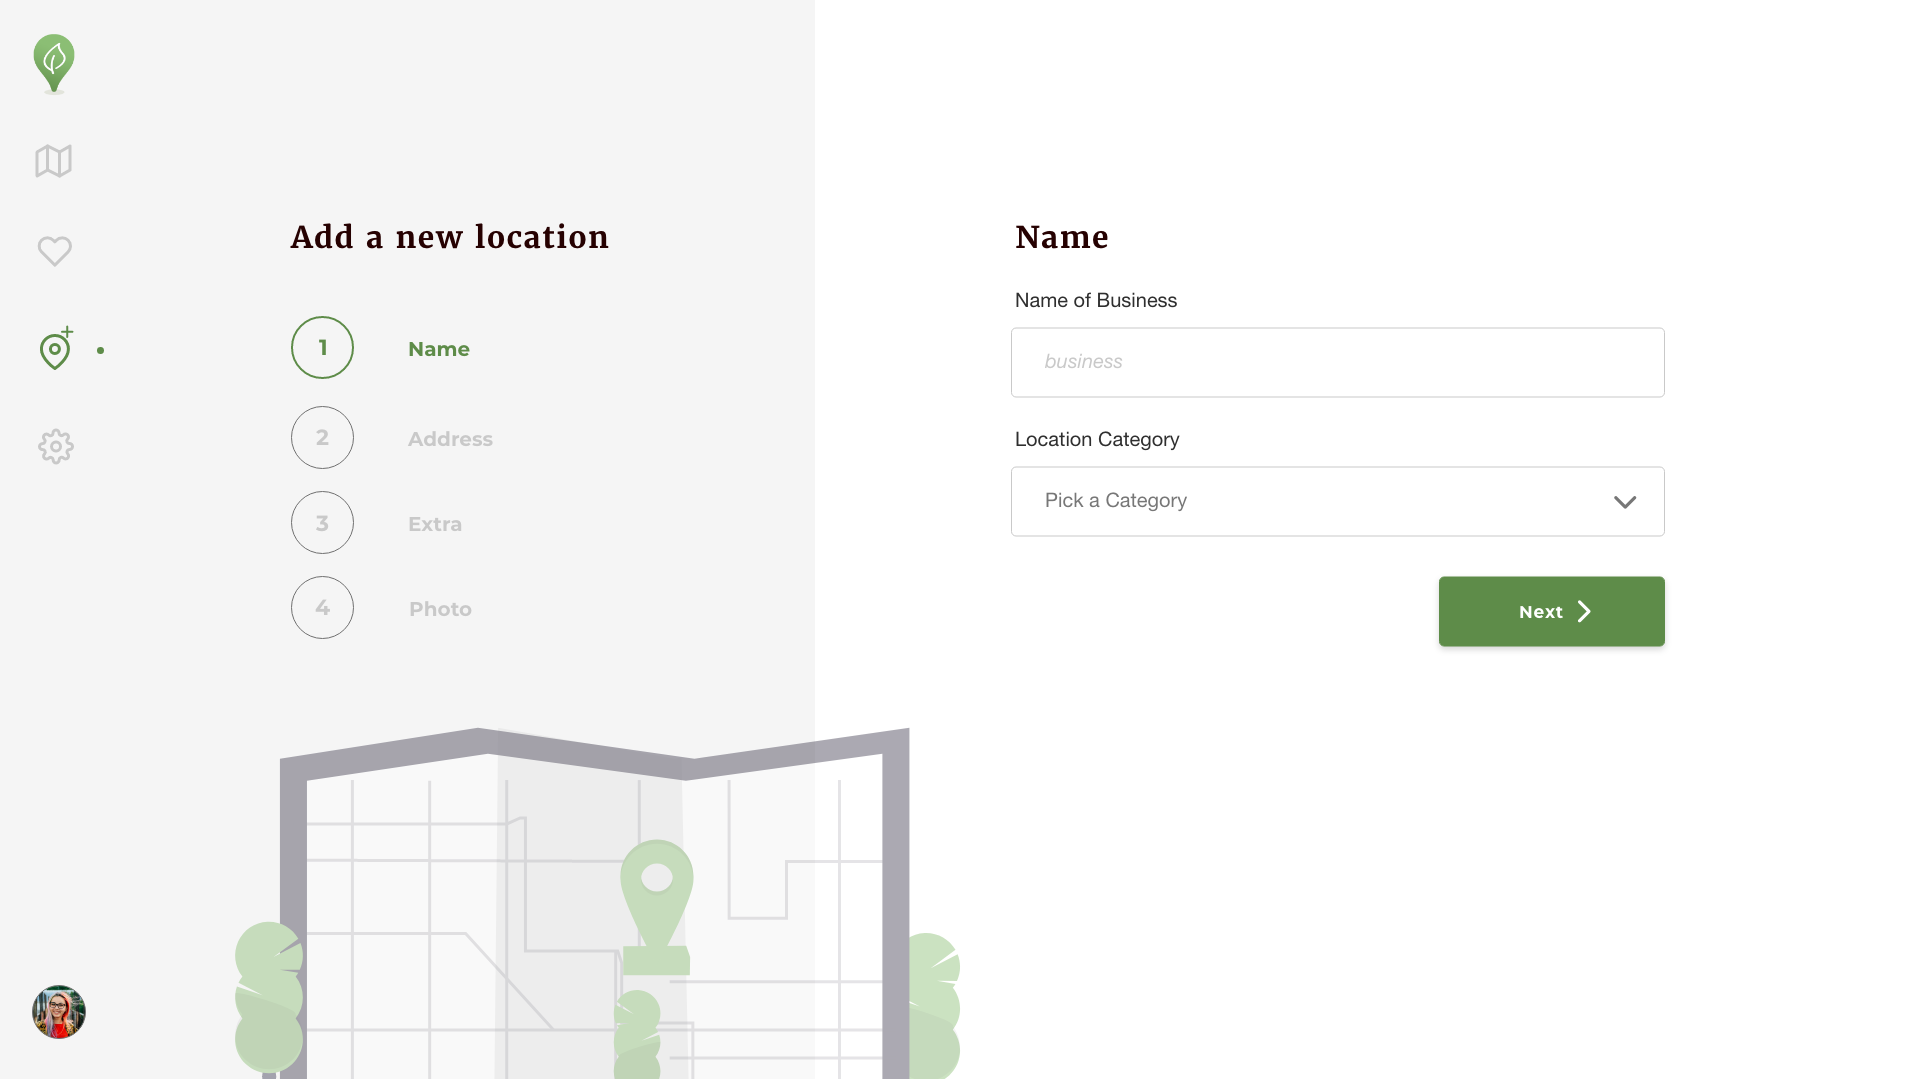 Add a new location
1 Name
2 Address
3 Extra
4 Photo
Name
Name of Business
business
Location Category
Pick a Category
Next